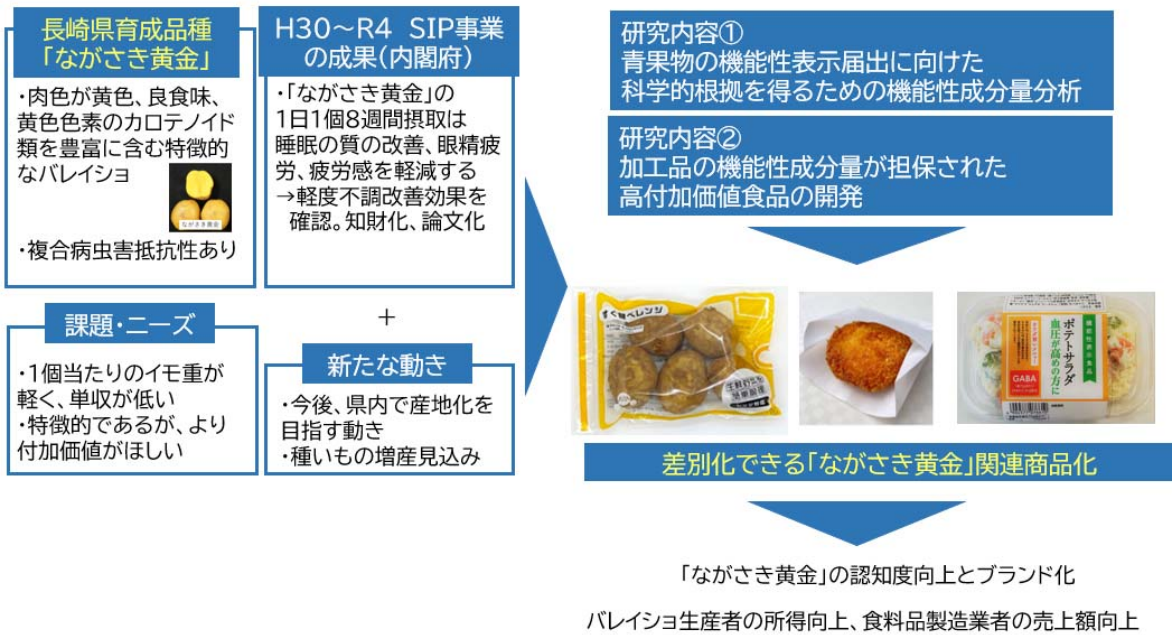 長崎県育成品種
「ながさき黄金」
・肉色が黄色、良食味、
黄色色素のカロテノイド
類を豊富に含む特徴的
なバレイショ
ながさき黄金
・複合病虫害抵抗性あり
H30~R4 SIP事業
の成果(内閣府)
・「ながさき黄金」の
1日1個8週間摂取は
睡眠の質の改善、眼精疲
労、疲労感を軽減する
→軽度不調改善効果を
確認。知財化、論文化
課題・ニーズ
・1個当たりのイモ重が
軽く、単収が低い
・特徴的であるが、より
付加価値がほしい
+
新たな動き
・今後、県内で産地化を
目指す動き
・種いもの増産見込み
研究内容①
青果物の機能性表示届出に向けた
科学的根拠を得るための機能性成分量分析
研究内容②
加工品の機能性成分量が担保された
高付加価値食品の開発
機能性表示食品
ポテトサラダ
血圧が高めの方に
GABA
差別化できる「ながさき黄金」関連商品化
「ながさき黄金」の認知度向上とブランド化
バレイショ生産者の所得向上、食料品製造業者の売上額向上